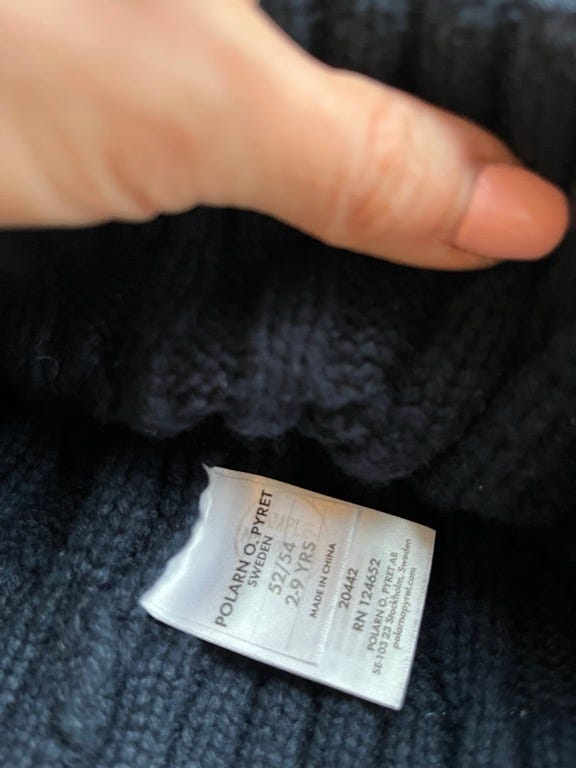 POLARN O. PYRET
SWEDEN
52/54
2-9 YRS
MADE IN CHINA
20442
RN 124652
POLARN O. PYRET AB
SE-103 23 Stockholm, Sweden
polarnopyret.com